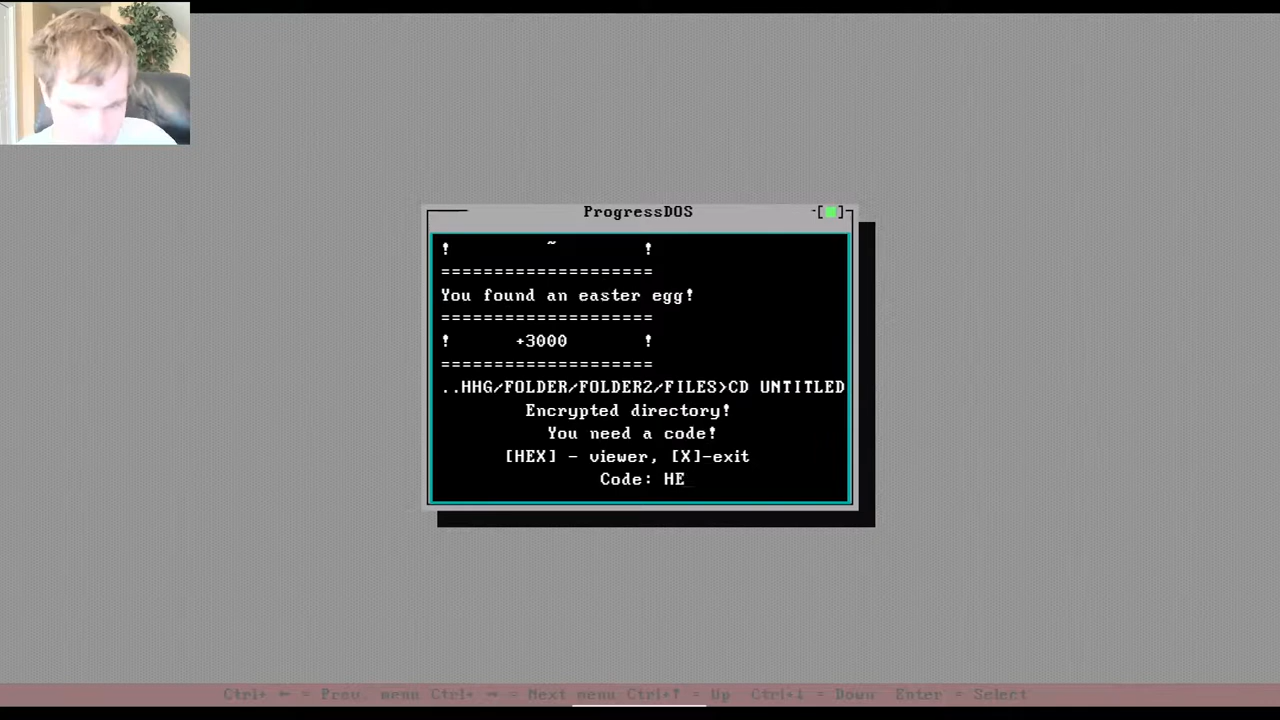 ProgressDOS
-[■]
! ~ !
====================
You found an easter egg!
====================
! +3000 !
====================
..HHG/FOLDER/FOLDER2/FILES>CD UNTITLED
Encrypted directory!
You need a code!
[HEX] - viewer, [X]-exit
Code: HE_
Ctrl+ ← = Prev. menu Ctrl+ → = Next menu Ctrl+↑ = Up Ctrl+↓ = Down Enter = Select